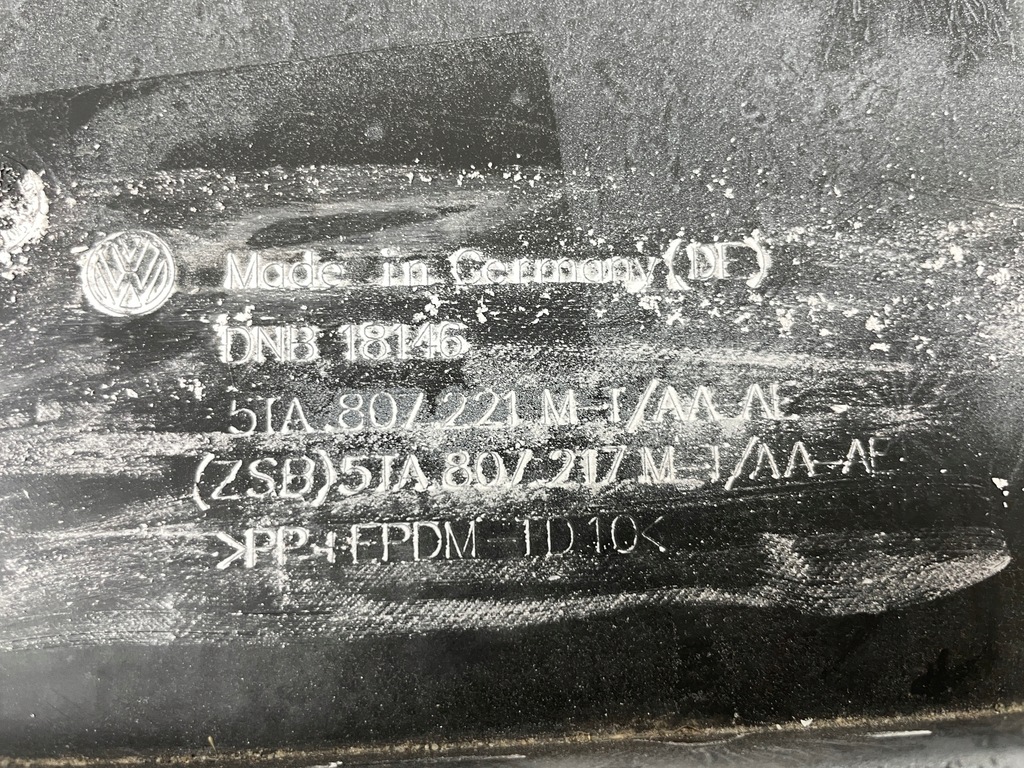 Made in Germany (DE)
DNB 18146
5TA.807.221 M-T/AA-AE
(ZSB) 5TA.807.217 M-T/AA-AF
>PP+EPDM-TD10<